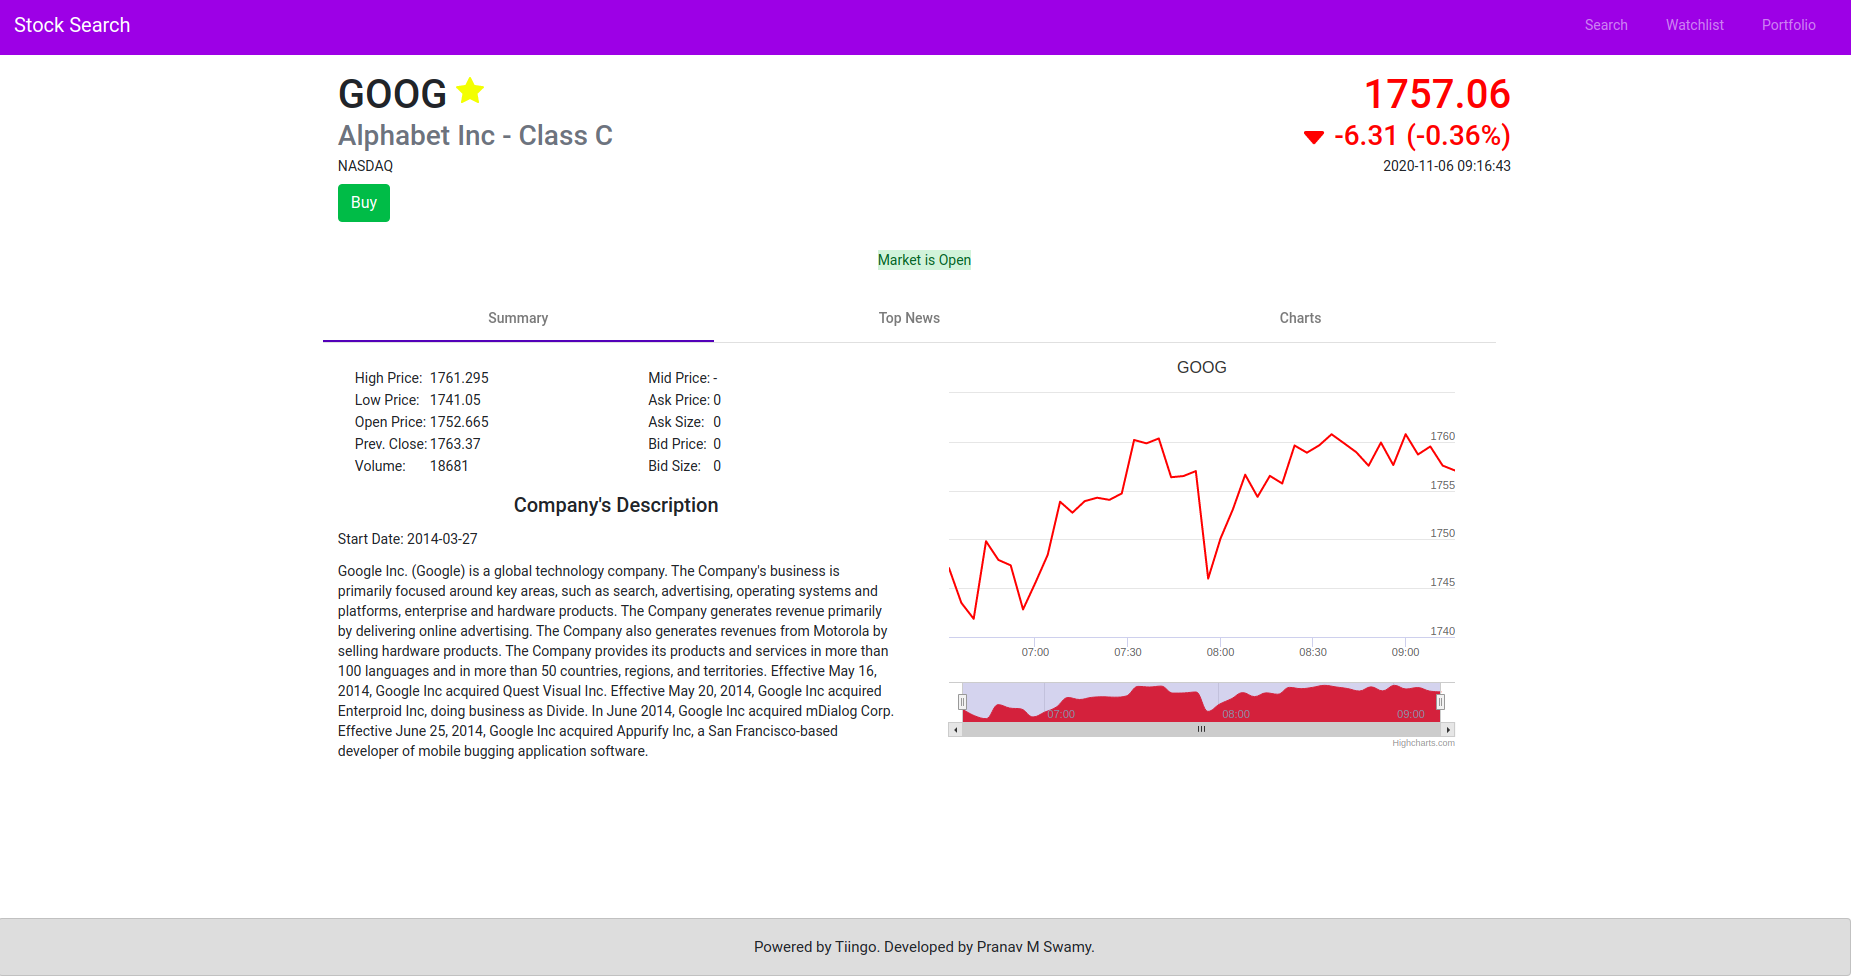 Stock Search
Search
Watchlist
Portfolio
GOOG
Alphabet Inc - Class C
NASDAQ
Buy
1757.06
-6.31 (-0.36%)
2020-11-06 09:16:43
Market is Open
Summary
Top News
Charts
High Price: 1761.295
Low Price: 1741.05
Open Price: 1752.665
Prev. Close: 1763.37
Volume: 18681
Mid Price: -
Ask Price: 0
Ask Size: 0
Bid Price: 0
Bid Size: 0
Company's Description
Start Date: 2014-03-27
Google Inc. (Google) is a global technology company. The Company's business is
primarily focused around key areas, such as search, advertising, operating systems and
platforms, enterprise and hardware products. The Company generates revenue primarily
by delivering online advertising. The Company also generates revenues from Motorola by
selling hardware products. The Company provides its products and services in more than
100 languages and in more than 50 countries, regions, and territories. Effective May 16,
2014, Google Inc acquired Quest Visual Inc. Effective May 20, 2014, Google Inc acquired
Enterproid Inc, doing business as Divide. In June 2014, Google Inc acquired mDialog Corp.
Effective June 25, 2014, Google Inc acquired Appurify Inc, a San Francisco-based
developer of mobile bugging application software.
GOOG
1760
1755
1750
1745
1740
07:00 07:30 08:00 08:30 09:00
07:00 08:00 09:00
Highcharts.com
Powered by Tiingo. Developed by Pranav M Swamy.